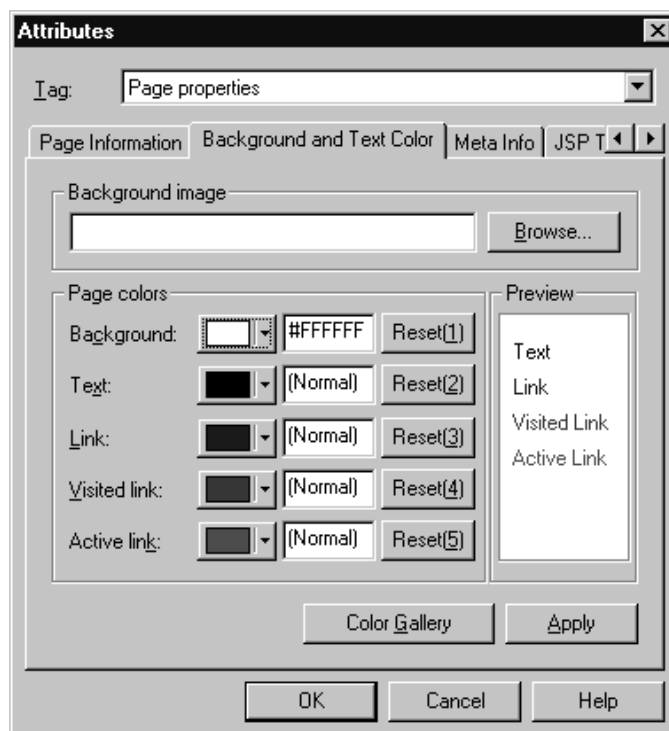 Attributes
Tag: Page properties
Page Information Background and Text Color Meta Info JSP T
Background image
Browse...
Page colors
Background: #FFFFFF Reset(1)
Text: (Normal) Reset(2)
Link: (Normal) Reset(3)
Visited link: (Normal) Reset(4)
Active link: (Normal) Reset(5)
Preview
Text
Link
Visited Link
Active Link
Color Gallery Apply
OK Cancel Help